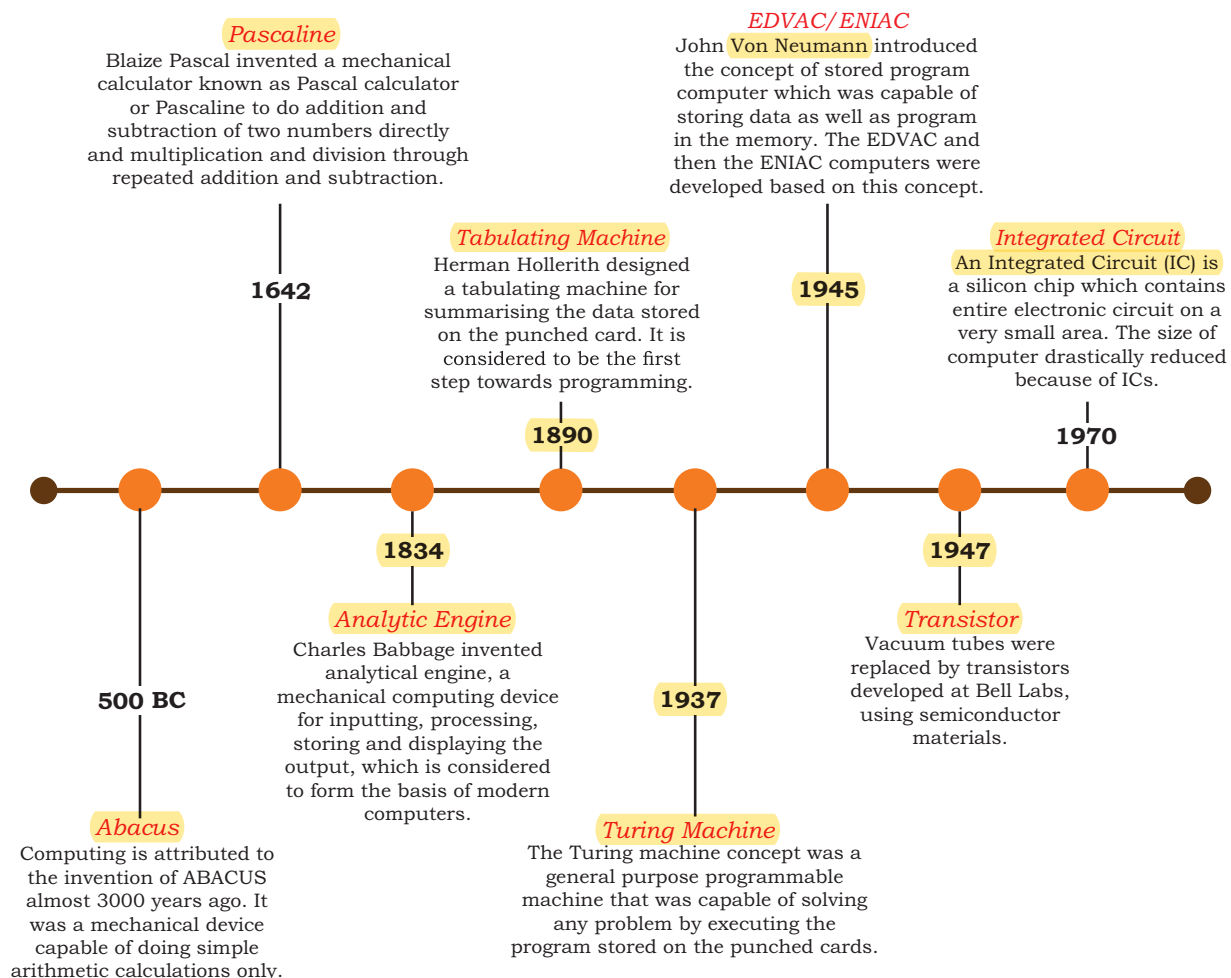 Pascaline
Blaize Pascal invented a mechanical
calculator known as Pascal calculator
or Pascaline to do addition and
subtraction of two numbers directly
and multiplication and division through
repeated addition and subtraction.
1642
EDVAC/ENIAC
John Von Neumann introduced
the concept of stored program
computer which was capable of
storing data as well as program
in the memory. The EDVAC and
then the ENIAC computers were
developed based on this concept.
1945
Tabulating Machine
Herman Hollerith designed
a tabulating machine for
summarising the data stored
on the punched card. It is
considered to be the first
step towards programming.
1890
Integrated Circuit
An Integrated Circuit (IC) is
a silicon chip which contains
entire electronic circuit on a
very small area. The size of
computer drastically reduced
because of ICs.
1970
500 BC
Abacus
Computing is attributed to
the invention of ABACUS
almost 3000 years ago. It
was a mechanical device
capable of doing simple
arithmetic calculations only.
1834
Analytic Engine
Charles Babbage invented
analytical engine, a
mechanical computing device
for inputting, processing,
storing and displaying the
output, which is considered
to form the basis of modern
computers.
1937
Turing Machine
The Turing machine concept was a
general purpose programmable
machine that was capable of solving
any problem by executing the
program stored on the punched cards.
1947
Transistor
Vacuum tubes were
replaced by transistors
developed at Bell Labs,
using semiconductor
materials.